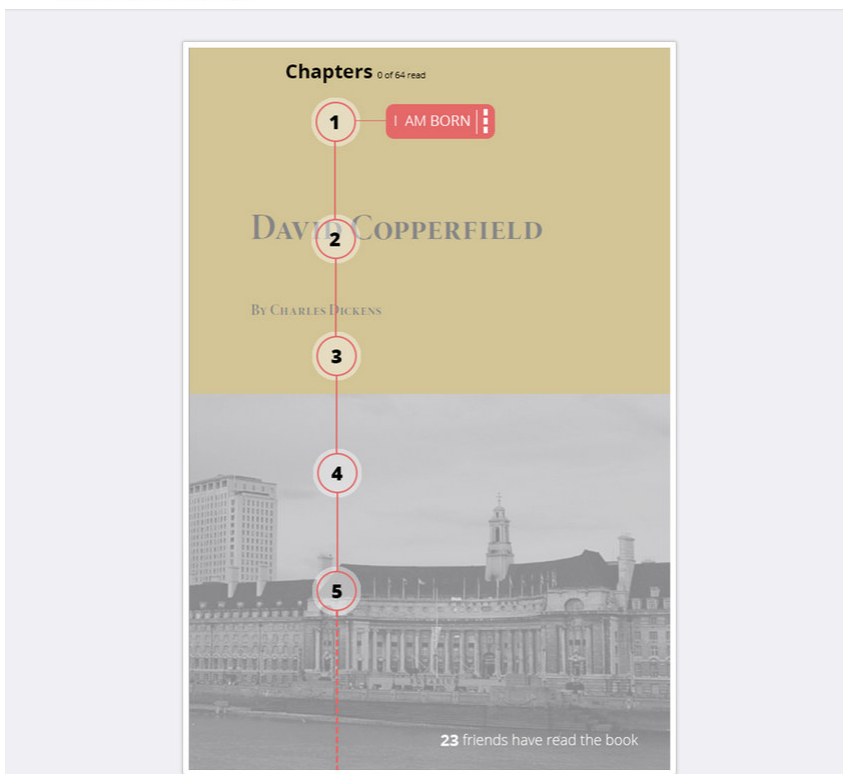 Chapters 0 of 64 read
1 I AM BORN
David Copperfield
2
By Charles Dickens
3
4
5
23 friends have read the book